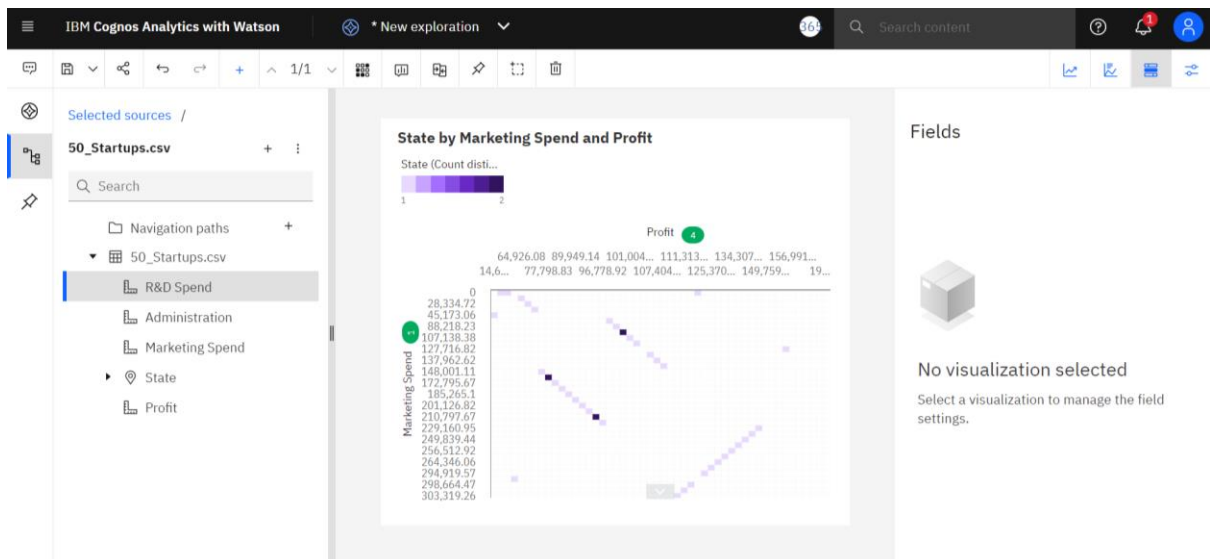 IBM Cognos Analytics with Watson
* New exploration
365
Search content
1
1/1
Selected sources /
50_Startups.csv
Search
Navigation paths
50_Startups.csv
R&D Spend
Administration
Marketing Spend
State
Profit
State by Marketing Spend and Profit
State (Count disti...
1 2
Profit 4
64,926.08 89,949.14 101,004... 111,313... 134,307... 156,991...
14,6... 77,798.83 96,778.92 107,404... 125,370... 149,759... 19...
Marketing Spend
0
28,334.72
45,173.06
88,218.23
107,138.38
127,716.82
137,962.62
148,001.11
172,795.67
185,265.1
201,126.82
210,797.67
229,160.95
249,839.44
256,512.92
264,346.06
294,919.57
298,664.47
303,319.26
Fields
No visualization selected
Select a visualization to manage the field
settings.